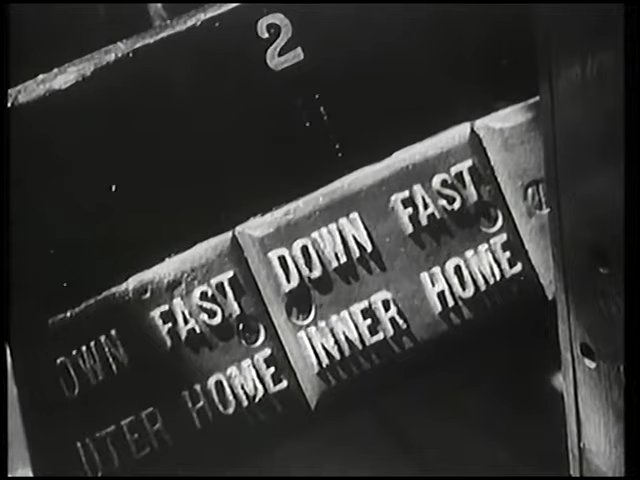 2
OWN FAST
UTER HOME
DOWN FAST
INNER HOME